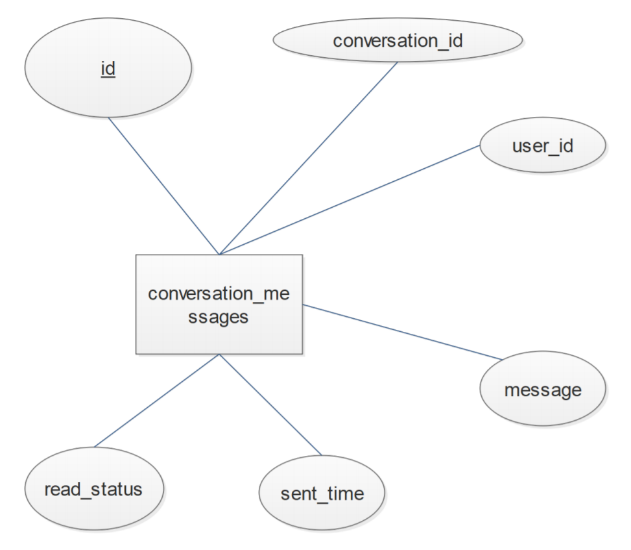 conversation_id
id
user_id
conversation_me
ssages
message
read_status
sent_time